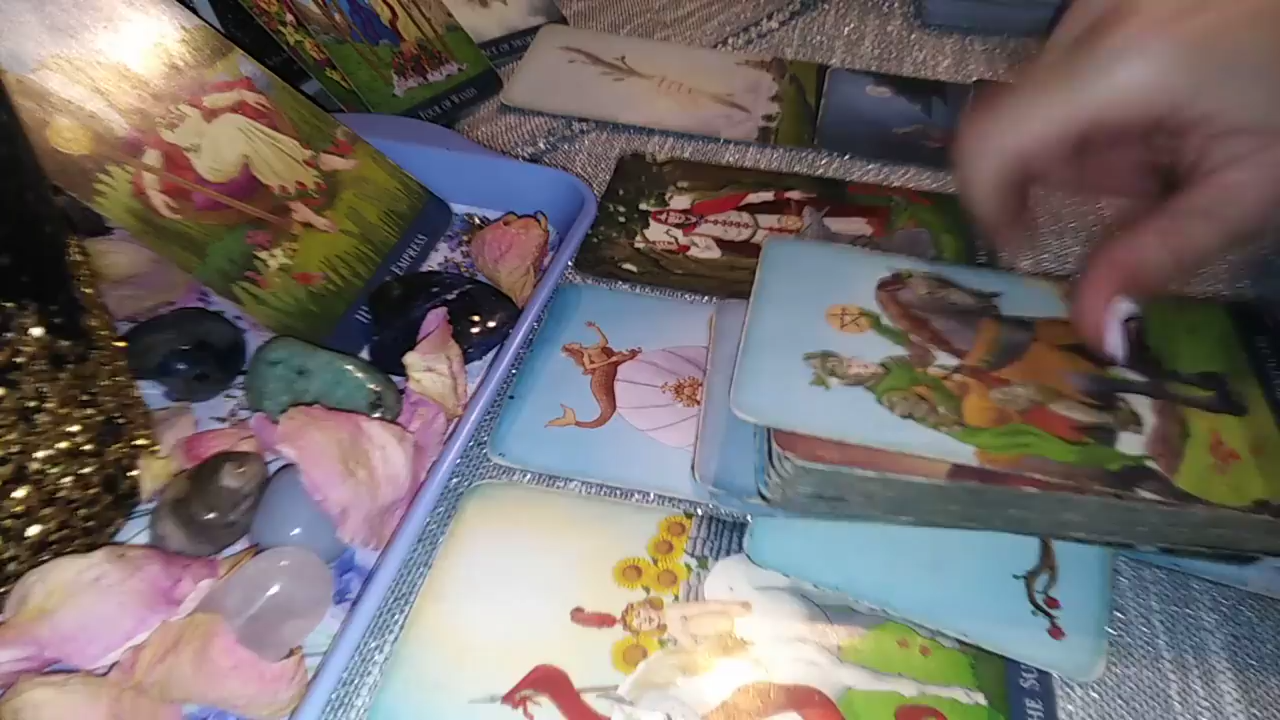 ACE OF SWORDS
FOUR OF WANDS
THE EMPRESS
THE SU